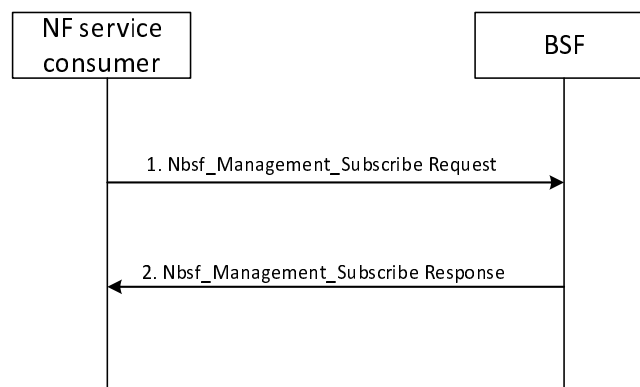 NF service
consumer
BSF
1. Nbsf_Management_Subscribe Request
2. Nbsf_Management_Subscribe Response